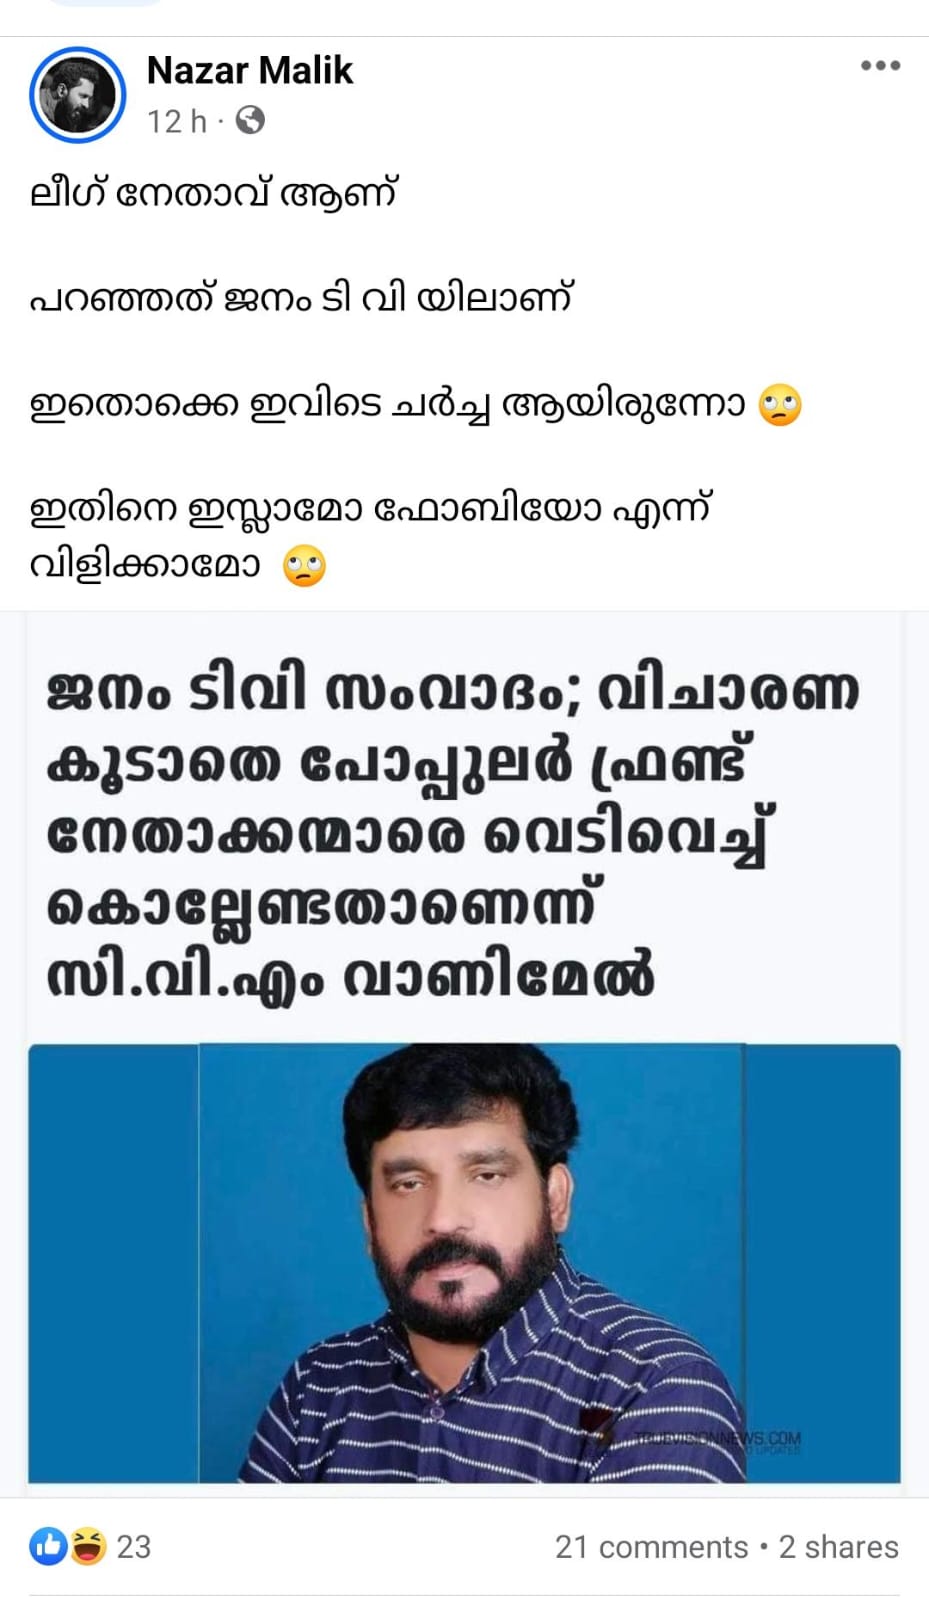 Nazar Malik
12 h ·
ലീഗ് നേതാവ് ആണ്
പറഞ്ഞത് ജനം ടി വി യിലാണ്
ഇതൊക്കെ ഇവിടെ ചർച്ച ആയിരുന്നോ 🙄
ഇതിനെ ഇസ്ലാമോ ഫോബിയോ എന്ന്
വിളിക്കാമോ 🙄
ജനം ടിവി സംവാദം; വിചാരണ
കൂടാതെ പോപ്പുലർ ഫ്രണ്ട്
നേതാക്കന്മാരെ വെടിവെച്ച്
കൊല്ലേണ്ടതാണെന്ന്
സി.വി.എം വാണിമേൽ
TRUEVISIONNEWS.COM
23
21 comments • 2 shares